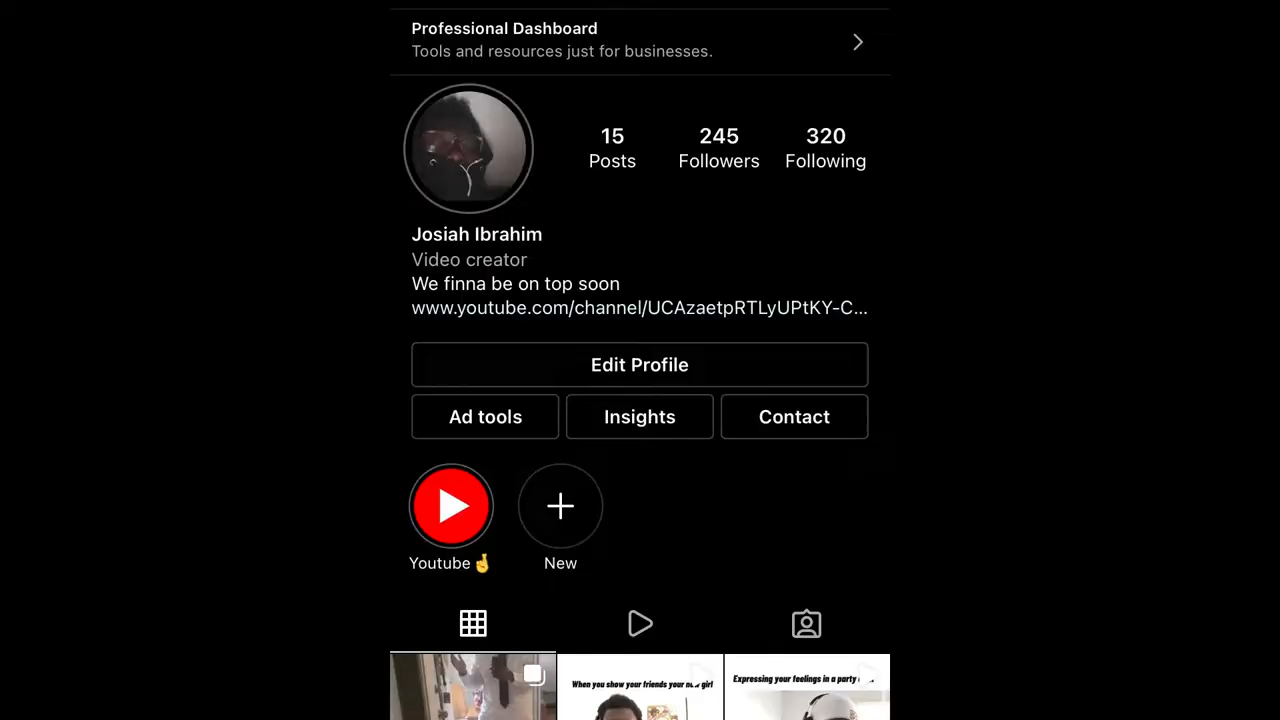 Professional Dashboard
Tools and resources just for businesses.
15
Posts
245
Followers
320
Following
Josiah Ibrahim
Video creator
We finna be on top soon
www.youtube.com/channel/UCAzaetpRTLyUPtKY-C...
Edit Profile
Ad tools
Insights
Contact
Youtube🤞
New
When you show your friends your new girl
Expressing your feelings in a party